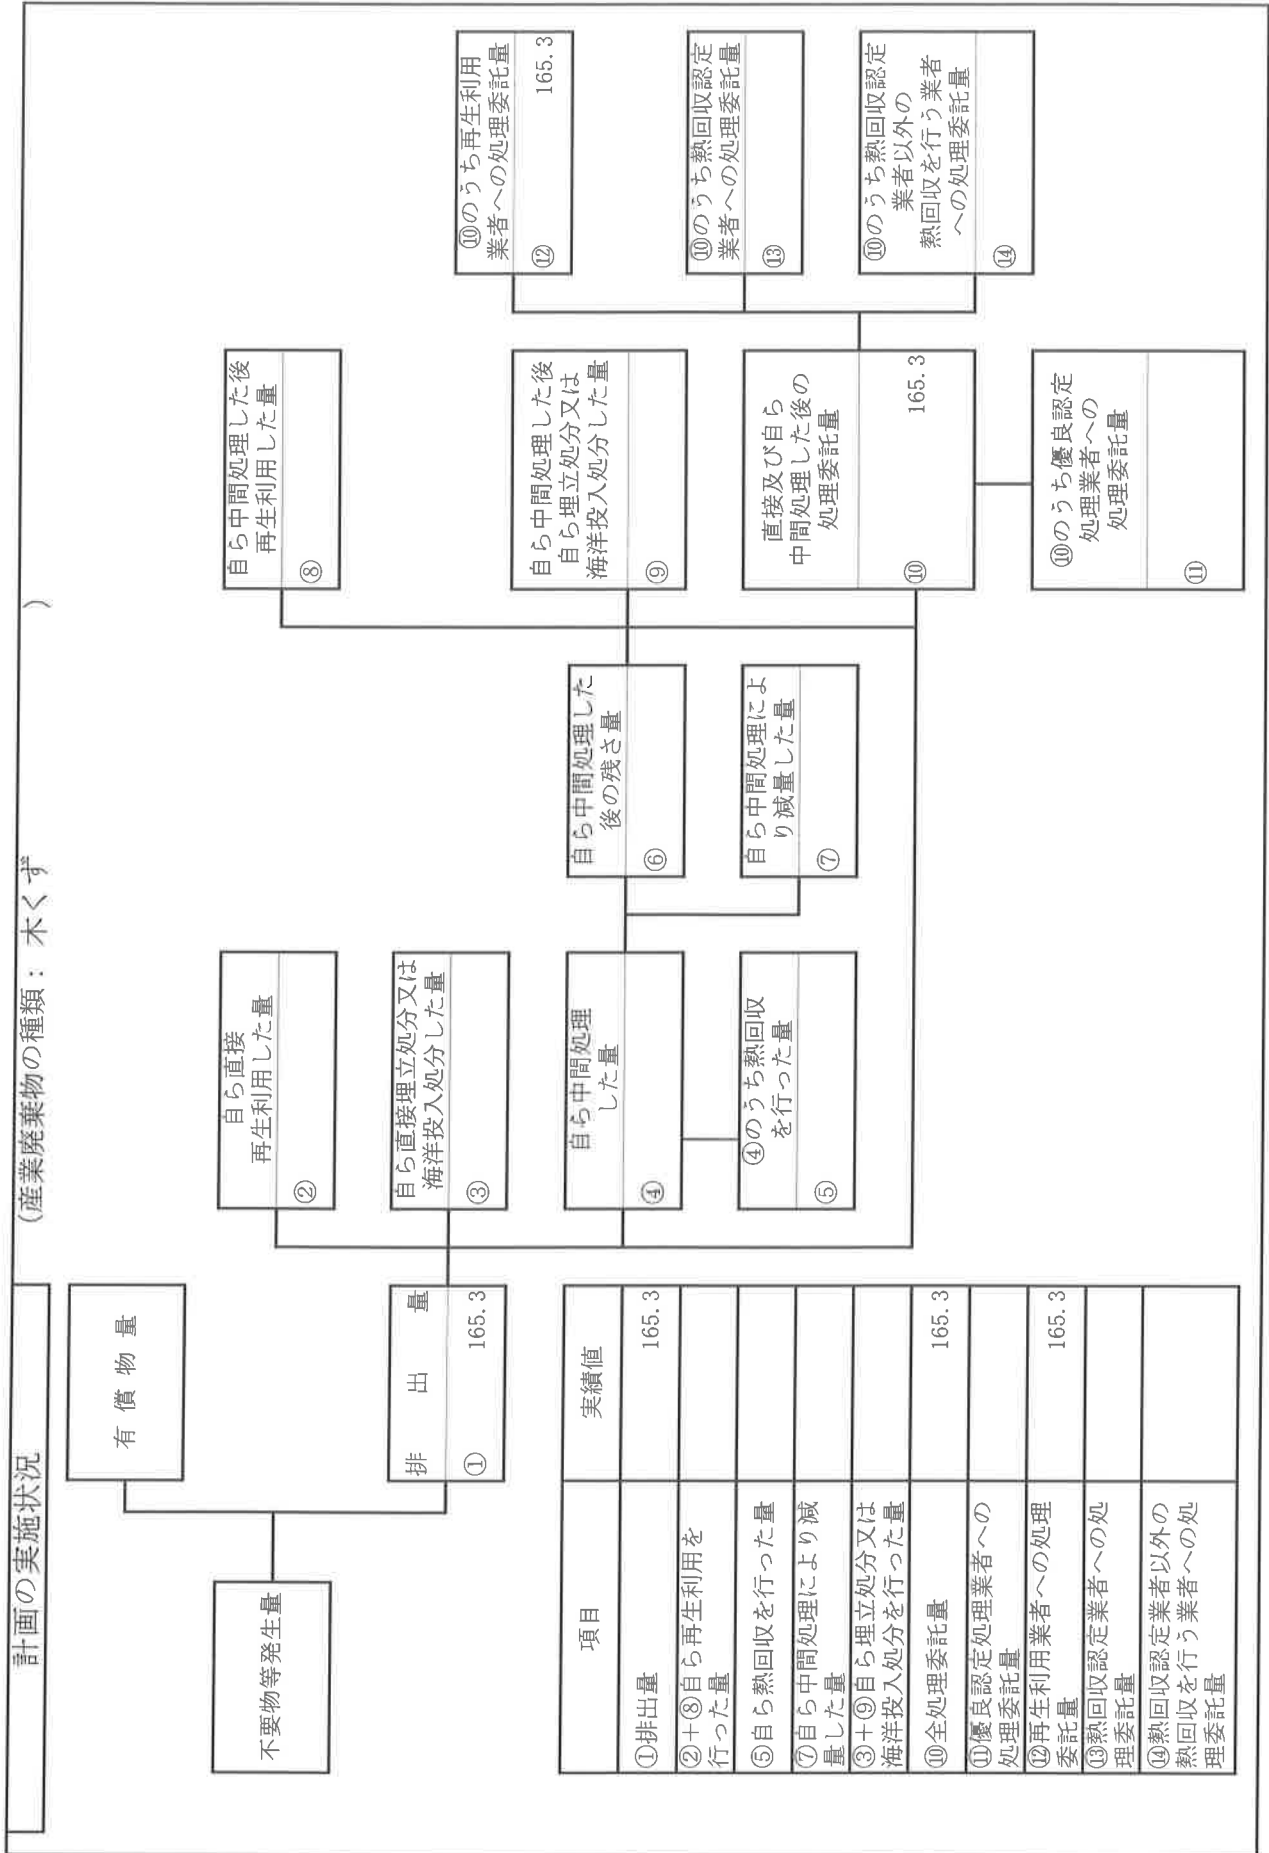 計画の実施状況
(産業廃棄物の種類： 木くず )
不要物等発生量
有償物量
排出量
① 165.3
自ら直接
再生利用した量
②
自ら直接埋立処分又は
海洋投入処分した量
③
自ら中間処理
した量
④
④のうち熱回収
を行った量
⑤
自ら中間処理した
後の残さ量
⑥
自ら中間処理によ
り減量した量
⑦
自ら中間処理した後
再生利用した量
⑧
自ら中間処理した後
自ら埋立処分又は
海洋投入処分した量
⑨
直接及び自ら
中間処理した後の
処理委託量
⑩ 165.3
⑩のうち優良認定
処理業者への
処理委託量
⑪
⑩のうち再生利用
業者への処理委託量
⑫ 165.3
⑩のうち熱回収認定
業者への処理委託量
⑬
⑩のうち熱回収認定
業者以外の
熱回収を行う業者
への処理委託量
⑭
項目 実績値
①排出量 165.3
②＋⑧自ら再生利用を
行った量
⑤自ら熱回収を行った量
⑦自ら中間処理により減
量した量
③＋⑨自ら埋立処分又は
海洋投入処分を行った量
⑩全処理委託量 165.3
⑪優良認定処理業者への
処理委託量
⑫再生利用業者への処理
委託量 165.3
⑬熱回収認定業者への処
理委託量
⑭熱回収認定業者以外の
熱回収を行う業者への処
理委託量